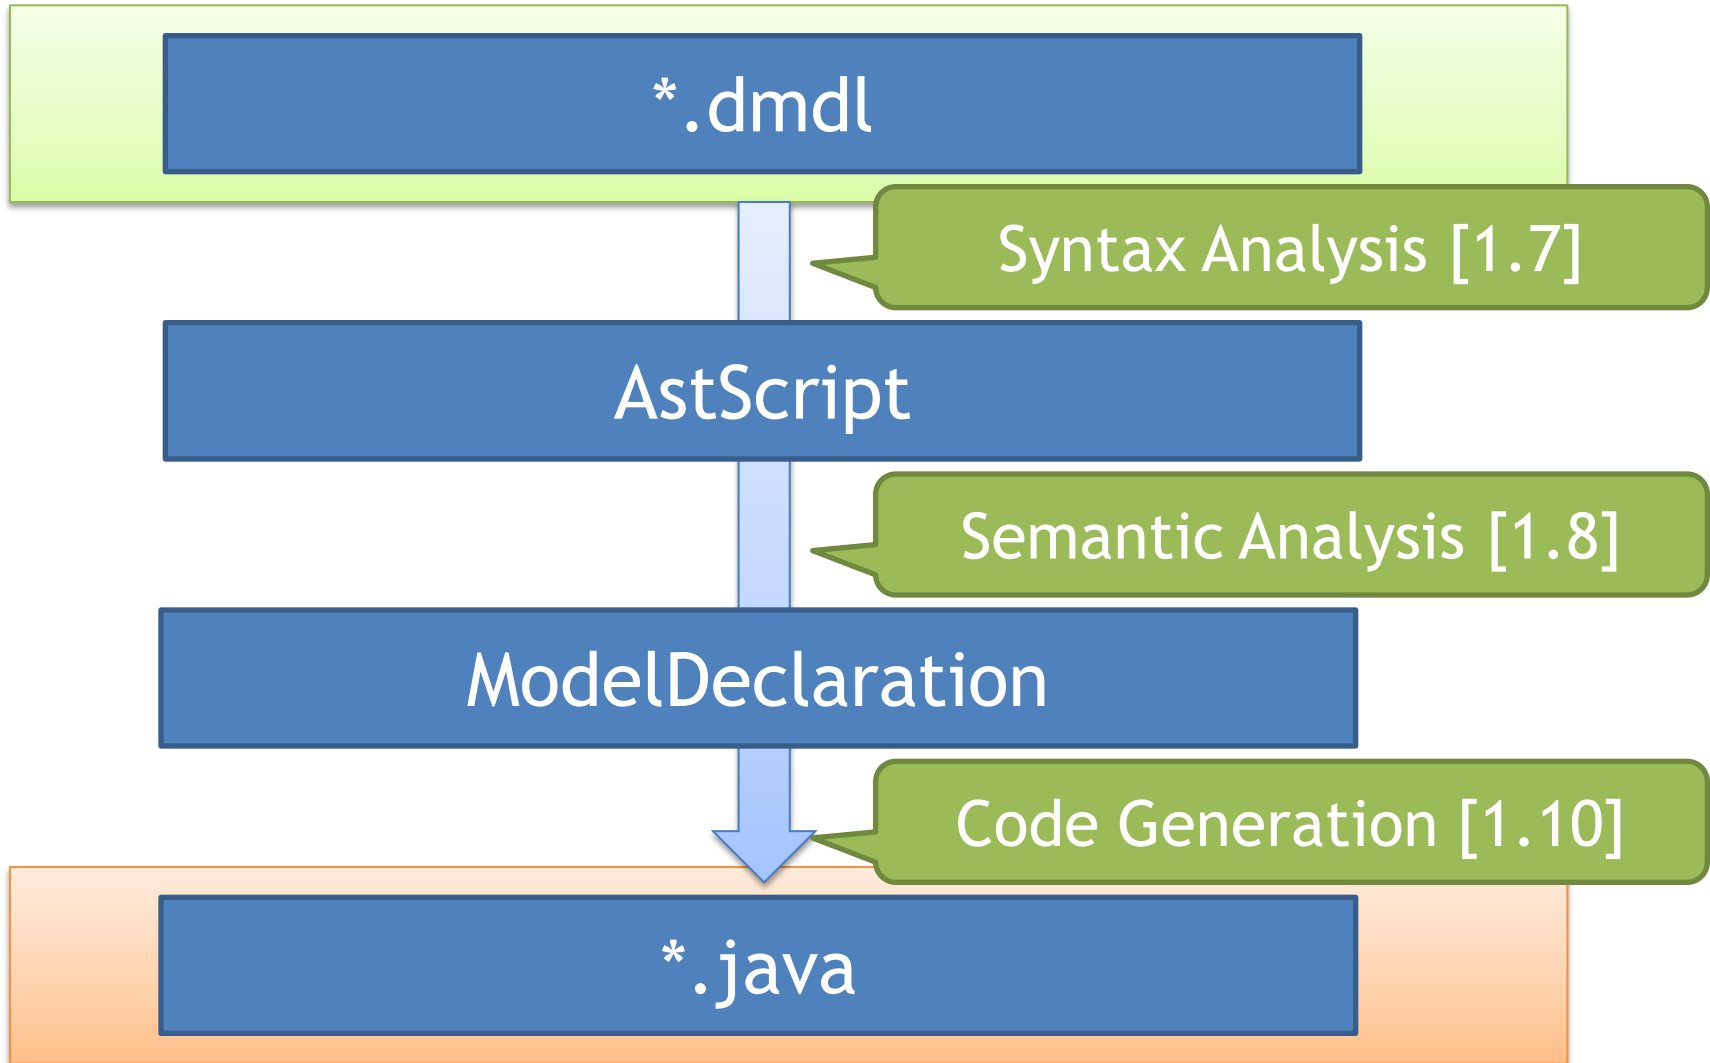 *.dmdl
Syntax Analysis [1.7]
AstScript
Semantic Analysis [1.8]
ModelDeclaration
Code Generation [1.10]
*.java